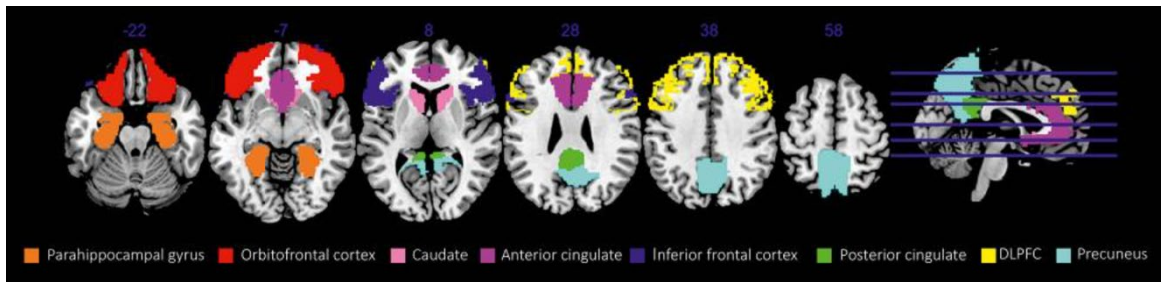 -22 -7 8 28 38 58
Parahippocampal gyrus Orbitofrontal cortex Caudate Anterior cingulate Inferior frontal cortex Posterior cingulate DLPFC Precuneus